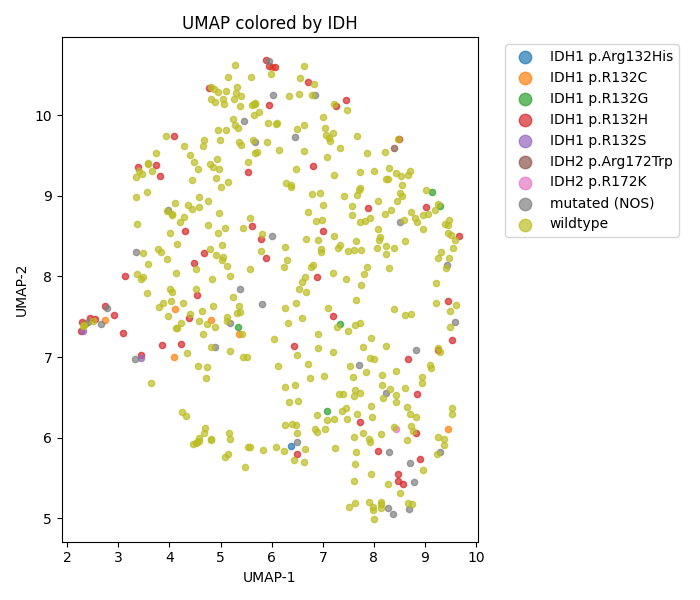 UMAP colored by IDH
IDH1 p.Arg132His
IDH1 p.R132C
IDH1 p.R132G
IDH1 p.R132H
IDH1 p.R132S
IDH2 p.Arg172Trp
IDH2 p.R172K
mutated (NOS)
wildtype
UMAP-2
10
9
8
7
6
5
2 3 4 5 6 7 8 9 10
UMAP-1